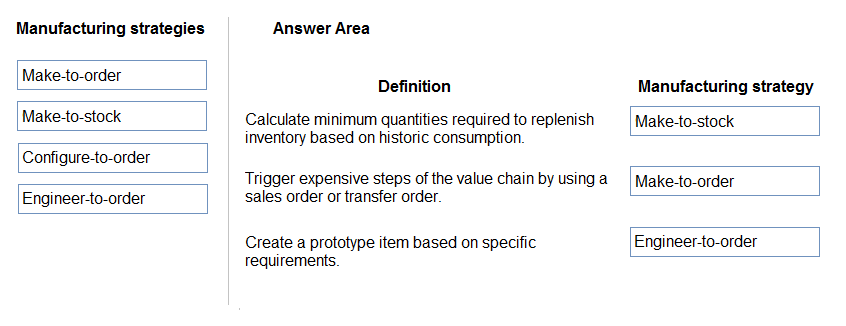 Manufacturing strategies
Answer Area
Make-to-order
Make-to-stock
Configure-to-order
Engineer-to-order
Definition
Manufacturing strategy
Calculate minimum quantities required to replenish
inventory based on historic consumption.
Make-to-stock
Trigger expensive steps of the value chain by using a
sales order or transfer order.
Make-to-order
Create a prototype item based on specific
requirements.
Engineer-to-order